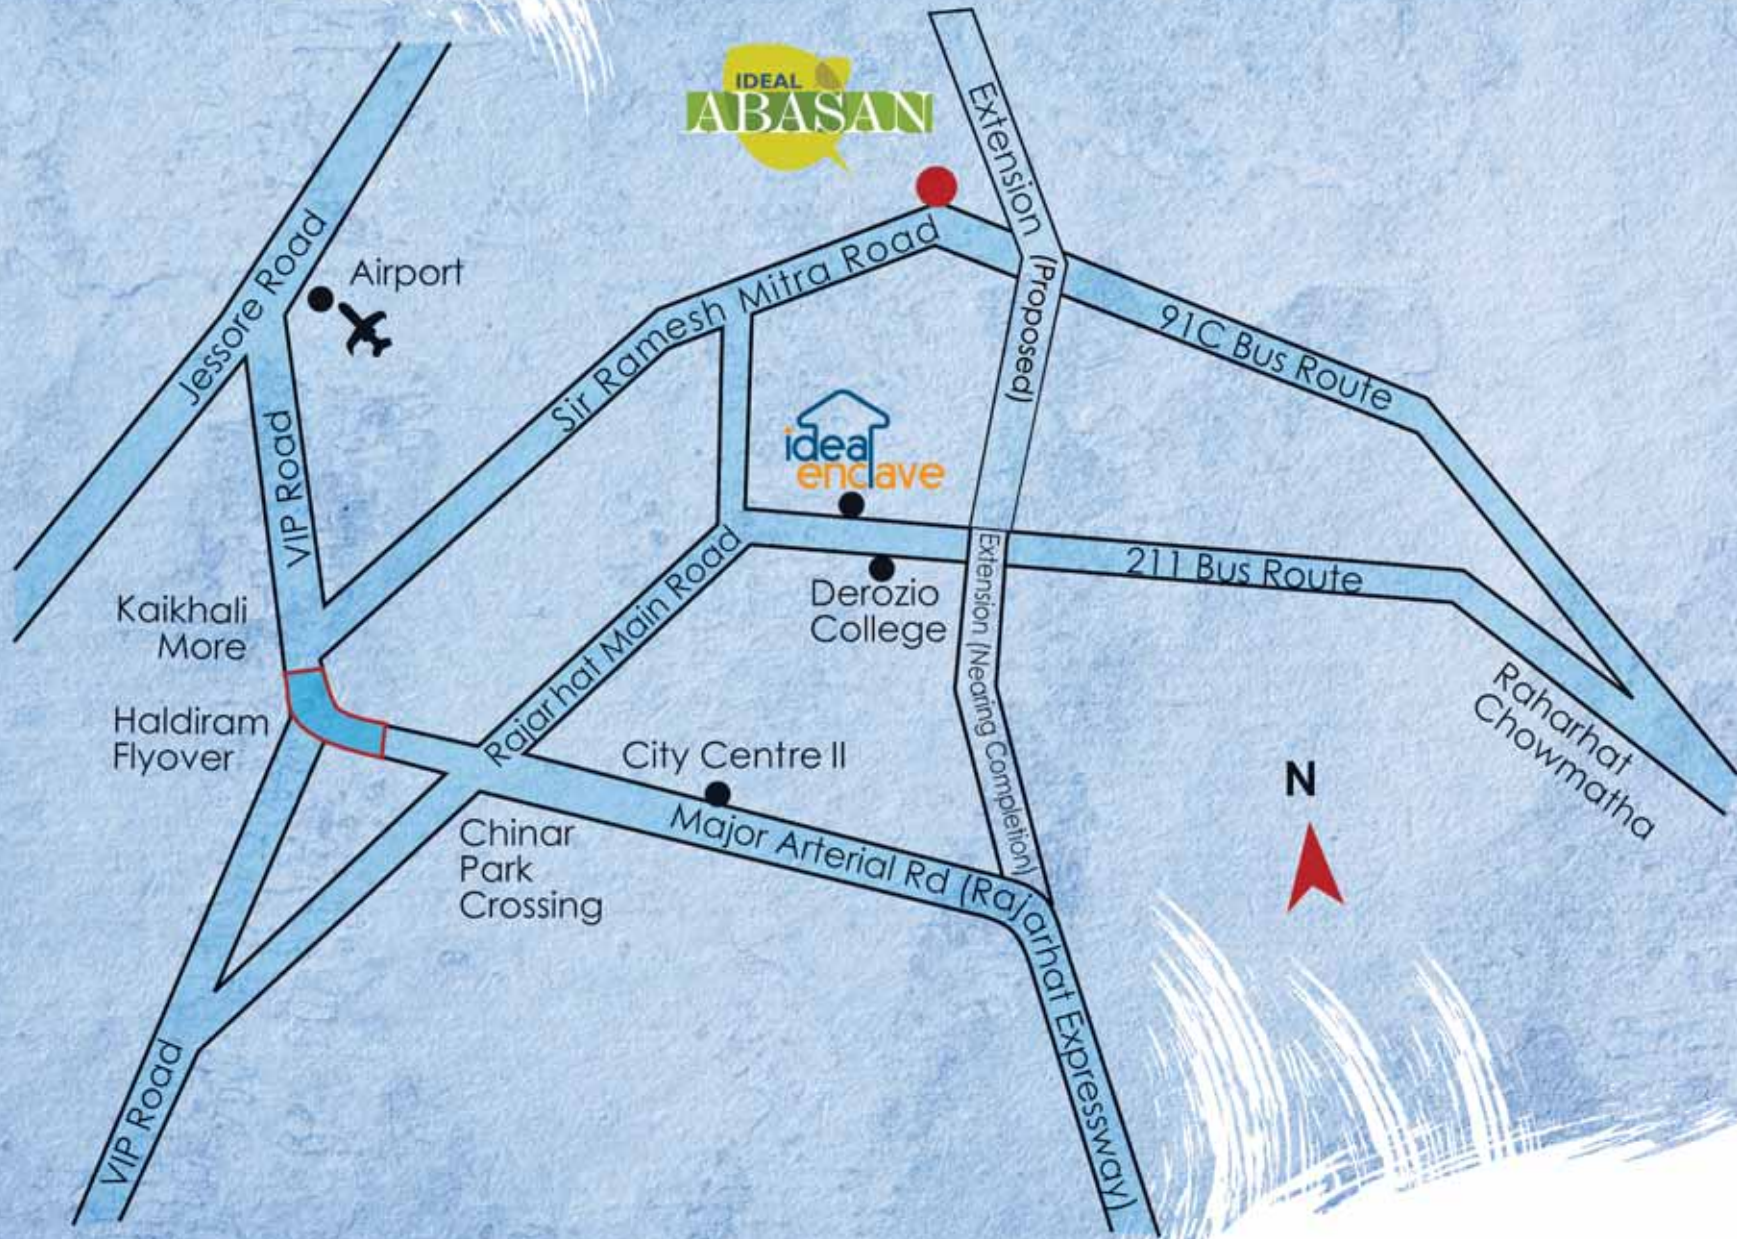 IDEAL
ABASAN
Extension
(Proposed)
Jessore Road
Airport
Sir Ramesh Mitra Road
91C Bus Route
VIP Road
ideal
enclave
Kaikhali
More
Rajarhat Main Road
Derozio
College
Extension (Nearing Completion)
211 Bus Route
Raharhat
Chowmatha
Haldiram
Flyover
City Centre II
N
Chinar
Park
Crossing
Major Arterial Rd (Rajarhat Expressway)
VIP Road